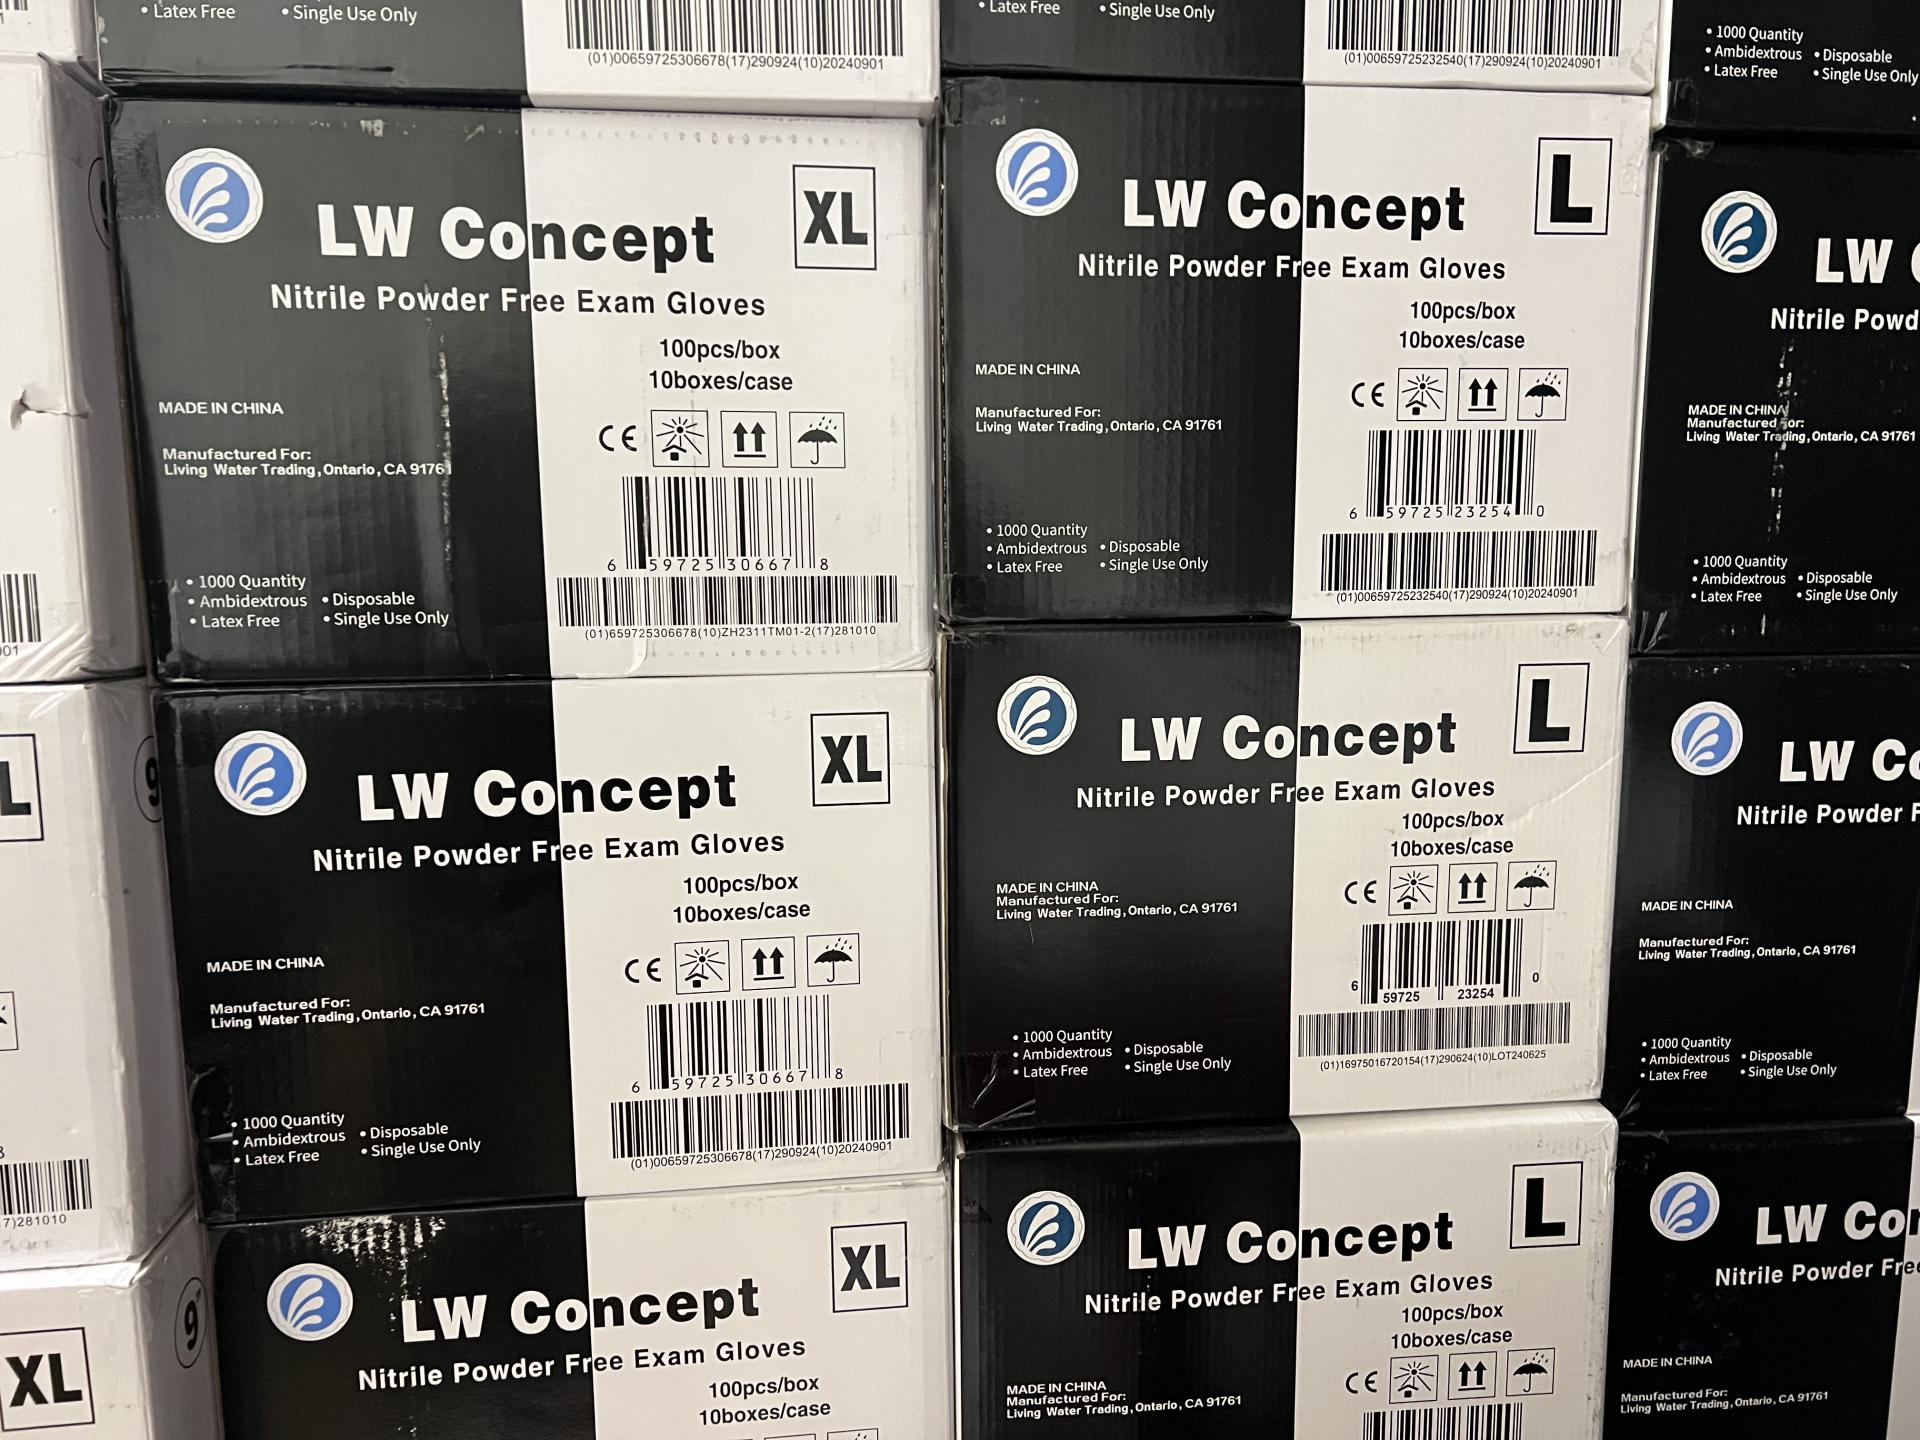 • Latex Free
• Single Use Only
(01)00659725306678(17)290924(10)20240901
LW Concept
XL
Nitrile Powder Free Exam Gloves
100pcs/box
10boxes/case
MADE IN CHINA
CE
Manufactured For:
Living Water Trading, Ontario, CA 91761
6 59725 30667 8
• 1000 Quantity
• Ambidextrous
• Disposable
• Latex Free
• Single Use Only
(01)659725306678(10)ZH2311TM01-2(17)281010
LW Concept
XL
Nitrile Powder Free Exam Gloves
100pcs/box
10boxes/case
MADE IN CHINA
CE
Manufactured For:
Living Water Trading, Ontario, CA 91761
6 59725 30667 8
• 1000 Quantity
• Ambidextrous
• Disposable
• Latex Free
• Single Use Only
(01)00659725306678(17)290924(10)20240901
LW Concept
XL
Nitrile Powder Free Exam Gloves
100pcs/box
10boxes/case
• Latex Free
• Single Use Only
(01)00659725232540(17)290924(10)20240901
LW Concept
L
Nitrile Powder Free Exam Gloves
100pcs/box
10boxes/case
MADE IN CHINA
CE
Manufactured For:
Living Water Trading, Ontario, CA 91761
6 59725 23254 0
• 1000 Quantity
• Ambidextrous
• Disposable
• Latex Free
• Single Use Only
(01)00659725232540(17)290924(10)20240901
LW Concept
L
Nitrile Powder Free Exam Gloves
100pcs/box
10boxes/case
MADE IN CHINA
CE
Manufactured For:
Living Water Trading, Ontario, CA 91761
6 59725 23254 0
• 1000 Quantity
• Ambidextrous
• Disposable
• Latex Free
• Single Use Only
(01)16975016720154(17)290624(10)LOT240625
LW Concept
L
Nitrile Powder Free Exam Gloves
100pcs/box
10boxes/case
CE
MADE IN CHINA
Manufactured For:
Living Water Trading, Ontario, CA 91761
• 1000 Quantity
• Ambidextrous
• Disposable
• Latex Free
• Single Use Only
LW
Nitrile
MADE IN CHINA
Manufactured for:
Living Water Trading, Ontario, CA 91761
• 1000 Quantity
• Ambidextrous
• Disposable
• Latex Free
• Single Use Only
LW
Nitrile Powder
MADE IN CHINA
Manufactured For:
Living Water Trading, Ontario, CA 91761
• 1000 Quantity
• Ambidextrous
• Disposable
• Latex Free
• Single Use Only
LW
Nitrile Powder
MADE IN CHINA
Manufactured For:
Living Water Trading, Ontario, CA 91761
7)281010
9"
XL